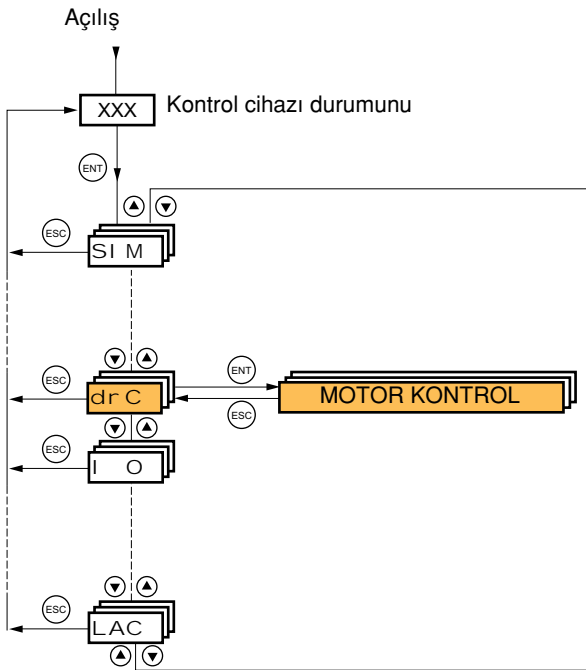 Açılış
XXX Kontrol cihazı durumunu
ENT
ESC
SIM
ENT
ESC
drC
MOTOR KONTROL
ESC
ESC
I O
ESC
LAC